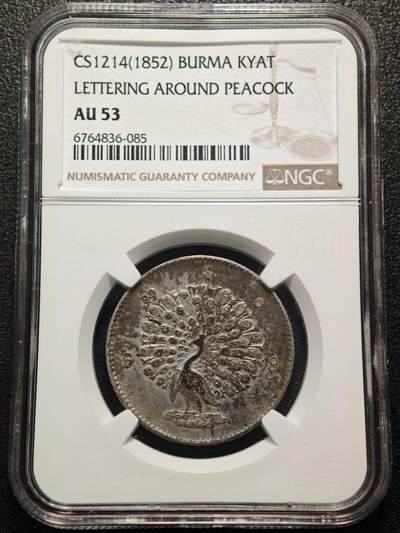 CS1214(1852) BURMA KYAT
LETTERING AROUND PEACOCK
AU 53
6764836-085
NUMISMATIC GUARANTY COMPANY NGC®